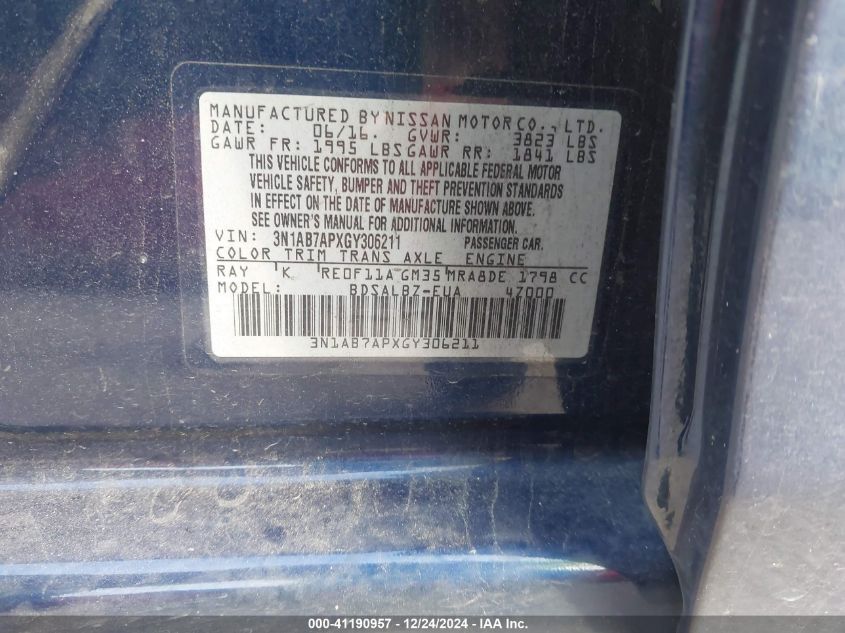 MANUFACTURED BY NISSAN MOTOR CO., LTD.
DATE: 06/16. GVWR: 3823 LBS
GAWR FR: 1995 LBS GAWR RR: 1841 LBS
THIS VEHICLE CONFORMS TO ALL APPLICABLE FEDERAL MOTOR
VEHICLE SAFETY, BUMPER AND THEFT PREVENTION STANDARDS
IN EFFECT ON THE DATE OF MANUFACTURE SHOWN ABOVE.
SEE OWNER'S MANUAL FOR ADDITIONAL INFORMATION.
VIN: 3N1AB7APXGY306211 PASSENGER CAR.
COLOR TRIM TRANS AXLE ENGINE
RAY K RE0F11A GM35 MRA8DE 1798 CC
MODEL: BDSALBZ-EUA 4Z000
3N1AB7APXGY306211
000-41190957 - 12/24/2024 - IAA Inc.